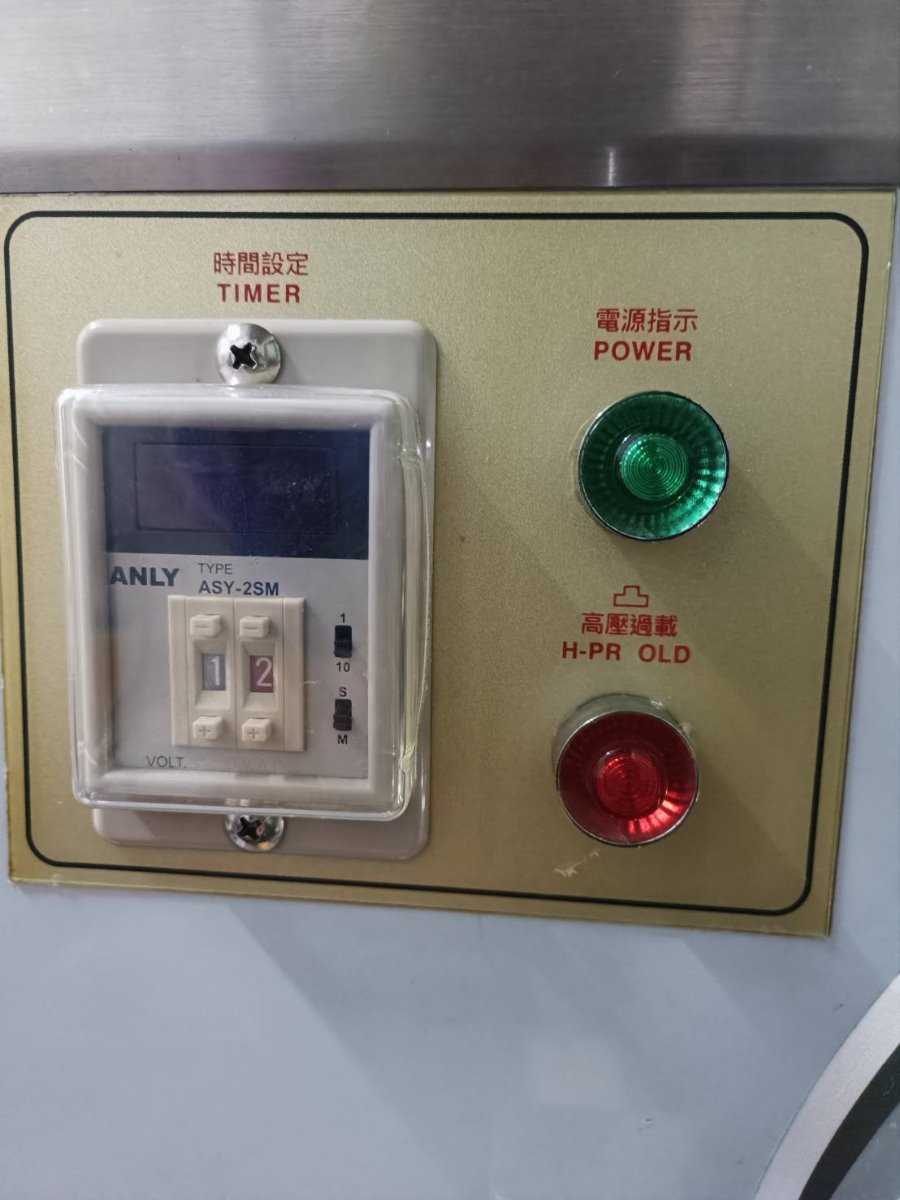 時間設定
TIMER
電源指示
POWER
ANLY TYPE
ASY-2SM
- -
1 2
+ +
1
10
S
M
VOLT.
高壓過載
H-PR OLD